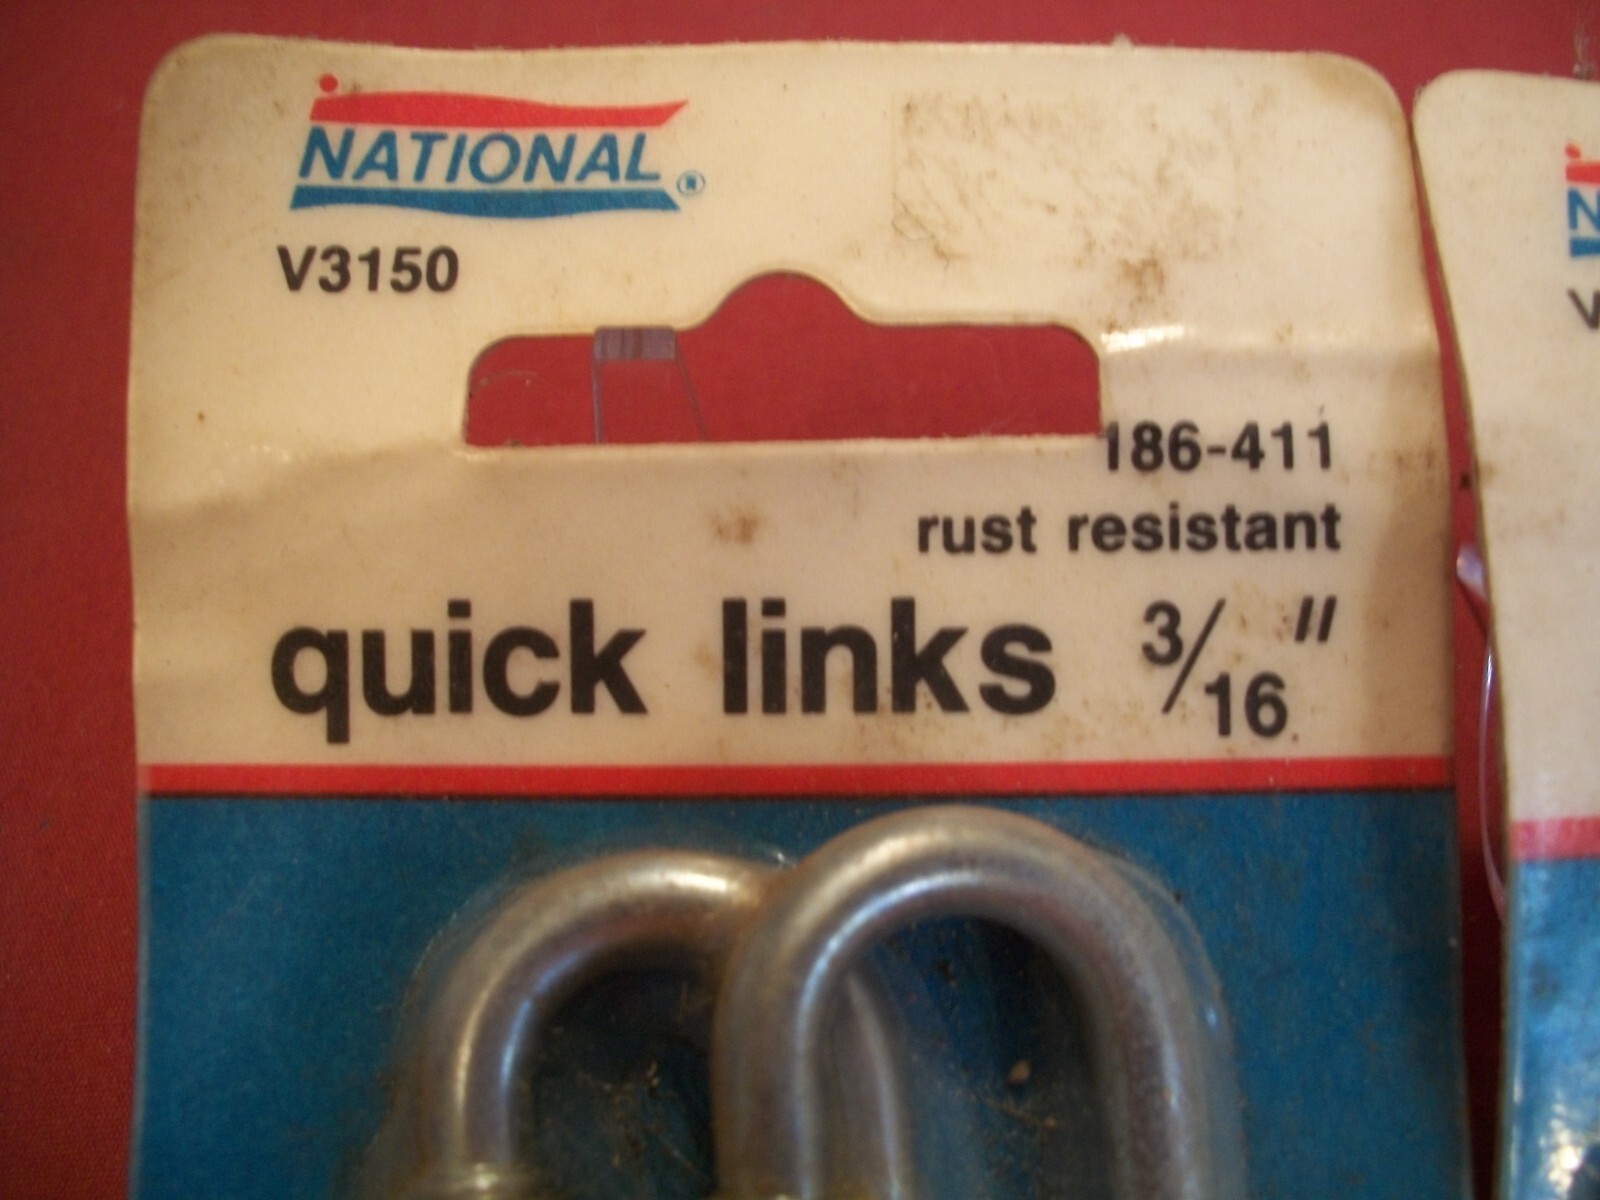 NATIONAL®
V3150
186-411
rust resistant
quick links 3/16"
N
V